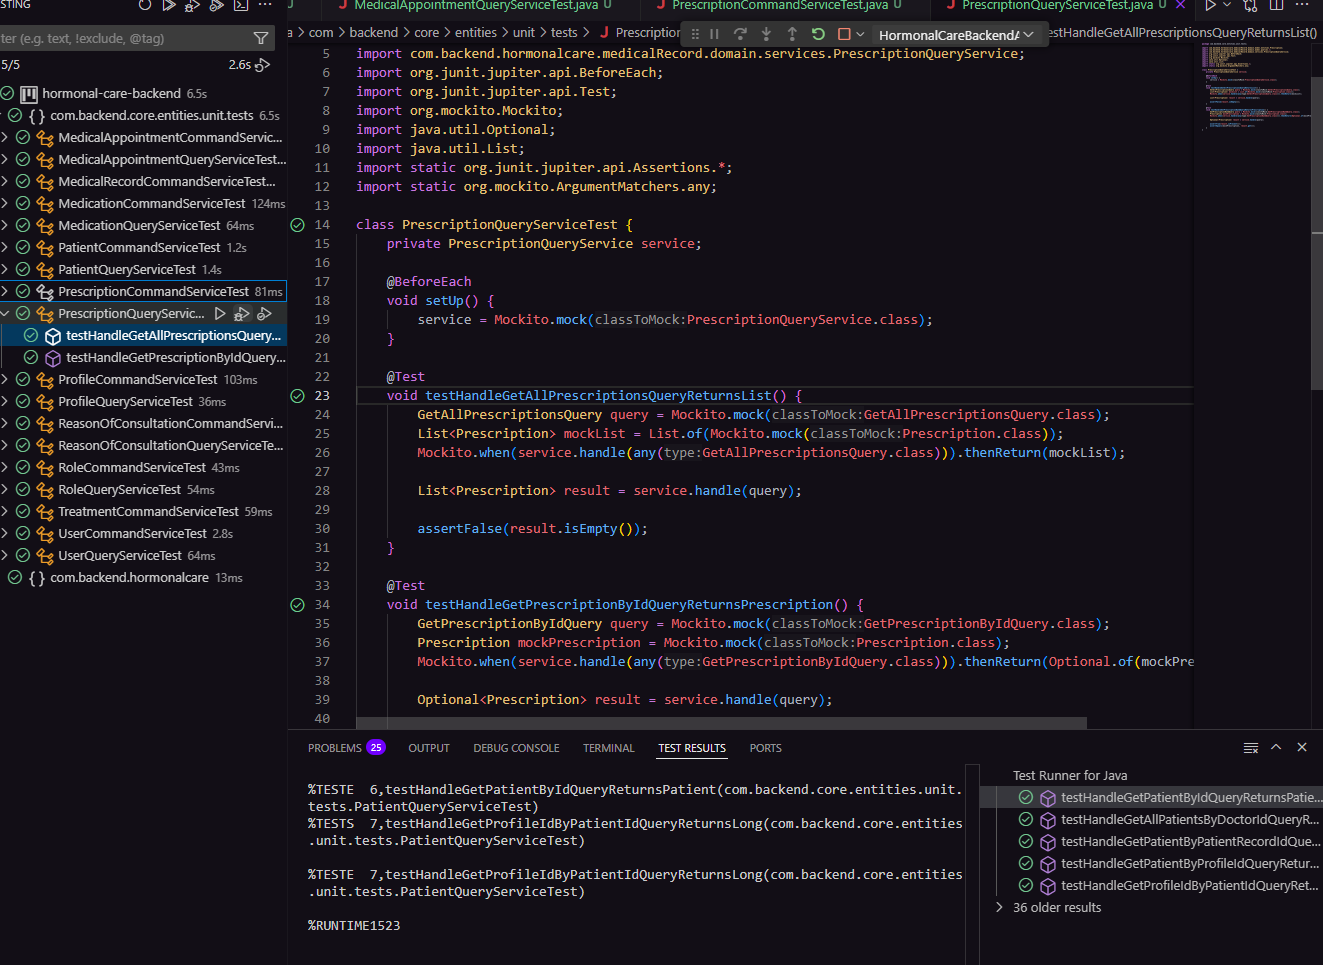 STING
ter (e.g. text, !exclude, @tag)
5/5
2.6s
hormonal-care-backend 6.5s
{ } com.backend.core.entities.unit.tests 6.5s
MedicalAppointmentCommandServic...
MedicalAppointmentQueryServiceTest...
MedicalRecordCommandServiceTest...
MedicationCommandServiceTest 124ms
MedicationQueryServiceTest 64ms
PatientCommandServiceTest 1.2s
PatientQueryServiceTest 1.4s
PrescriptionCommandServiceTest 81ms
PrescriptionQueryServic...
testHandleGetAllPrescriptionsQuery...
testHandleGetPrescriptionByIdQuery...
ProfileCommandServiceTest 103ms
ProfileQueryServiceTest 36ms
ReasonOfConsultationCommandServi...
ReasonOfConsultationQueryServiceTe...
RoleCommandServiceTest 43ms
RoleQueryServiceTest 54ms
TreatmentCommandServiceTest 59ms
UserCommandServiceTest 2.8s
UserQueryServiceTest 64ms
{ } com.backend.hormonalcare 13ms
U J MedicalAppointmentQueryServiceTest.java U J PrescriptionCommandServiceTest.java U J PrescriptionQueryServiceTest.java U
a > com > backend > core > entities > unit > tests > J Prescription HormonalCareBackendA estHandleGetAllPrescriptionsQueryReturnsList()
5 import com.backend.hormonalcare.medicalRecord.domain.services.PrescriptionQueryService;
6 import org.junit.jupiter.api.BeforeEach;
7 import org.junit.jupiter.api.Test;
8 import org.mockito.Mockito;
9 import java.util.Optional;
10 import java.util.List;
11 import static org.junit.jupiter.api.Assertions.*;
12 import static org.mockito.ArgumentMatchers.any;
13
14 class PrescriptionQueryServiceTest {
15 private PrescriptionQueryService service;
16
17 @BeforeEach
18 void setUp() {
19 service = Mockito.mock(classToMock:PrescriptionQueryService.class);
20 }
21
22 @Test
23 void testHandleGetAllPrescriptionsQueryReturnsList() {
24 GetAllPrescriptionsQuery query = Mockito.mock(classToMock:GetAllPrescriptionsQuery.class);
25 List<Prescription> mockList = List.of(Mockito.mock(classToMock:Prescription.class));
26 Mockito.when(service.handle(any(type:GetAllPrescriptionsQuery.class))).thenReturn(mockList);
27
28 List<Prescription> result = service.handle(query);
29
30 assertFalse(result.isEmpty());
31 }
32
33 @Test
34 void testHandleGetPrescriptionByIdQueryReturnsPrescription() {
35 GetPrescriptionByIdQuery query = Mockito.mock(classToMock:GetPrescriptionByIdQuery.class);
36 Prescription mockPrescription = Mockito.mock(classToMock:Prescription.class);
37 Mockito.when(service.handle(any(type:GetPrescriptionByIdQuery.class))).thenReturn(Optional.of(mockPre
38
39 Optional<Prescription> result = service.handle(query);
40
PROBLEMS 25 OUTPUT DEBUG CONSOLE TERMINAL TEST RESULTS PORTS
%TESTE 6,testHandleGetPatientByIdQueryReturnsPatient(com.backend.core.entities.unit.
tests.PatientQueryServiceTest)
%TESTS 7,testHandleGetProfileIdByPatientIdQueryReturnsLong(com.backend.core.entities
.unit.tests.PatientQueryServiceTest)
%TESTE 7,testHandleGetProfileIdByPatientIdQueryReturnsLong(com.backend.core.entities
.unit.tests.PatientQueryServiceTest)
%RUNTIME1523
Test Runner for Java
testHandleGetPatientByIdQueryReturnsPatie...
testHandleGetAllPatientsByDoctorIdQueryR...
testHandleGetPatientByPatientRecordIdQue...
testHandleGetPatientByProfileIdQueryRetur...
testHandleGetProfileIdByPatientIdQueryRet...
36 older results